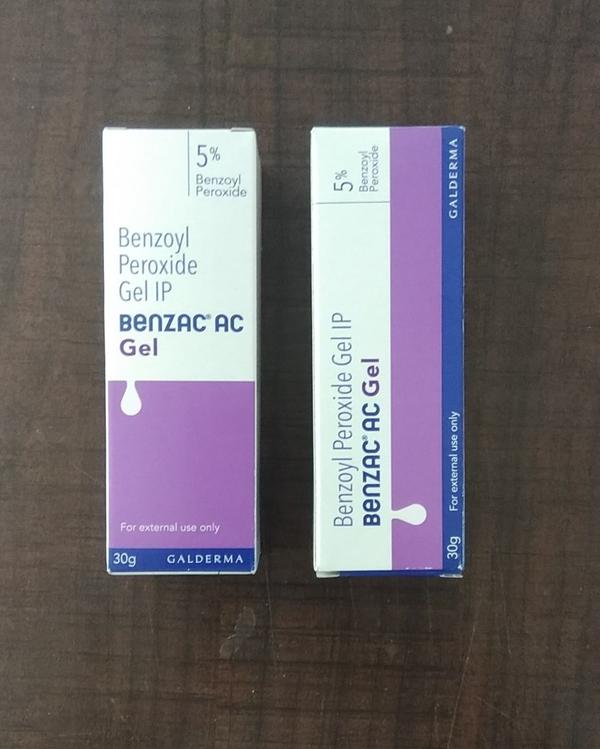 5%
Benzoyl
Peroxide
Benzoyl
Peroxide
Gel IP
BENZAC® AC
Gel
For external use only
30g GALDERMA
5%
Benzoyl
Peroxide
Benzoyl Peroxide Gel IP
BENZAC® AC Gel
For external use only
30g GALDERMA